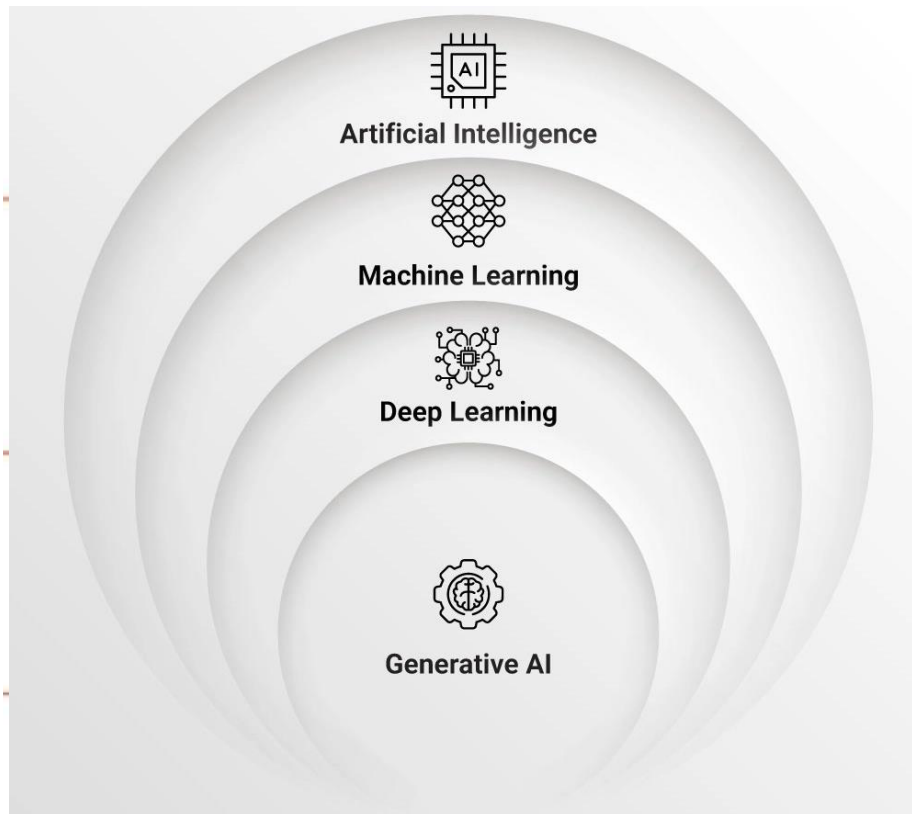 AI
Artificial Intelligence
Machine Learning
Deep Learning
Generative AI